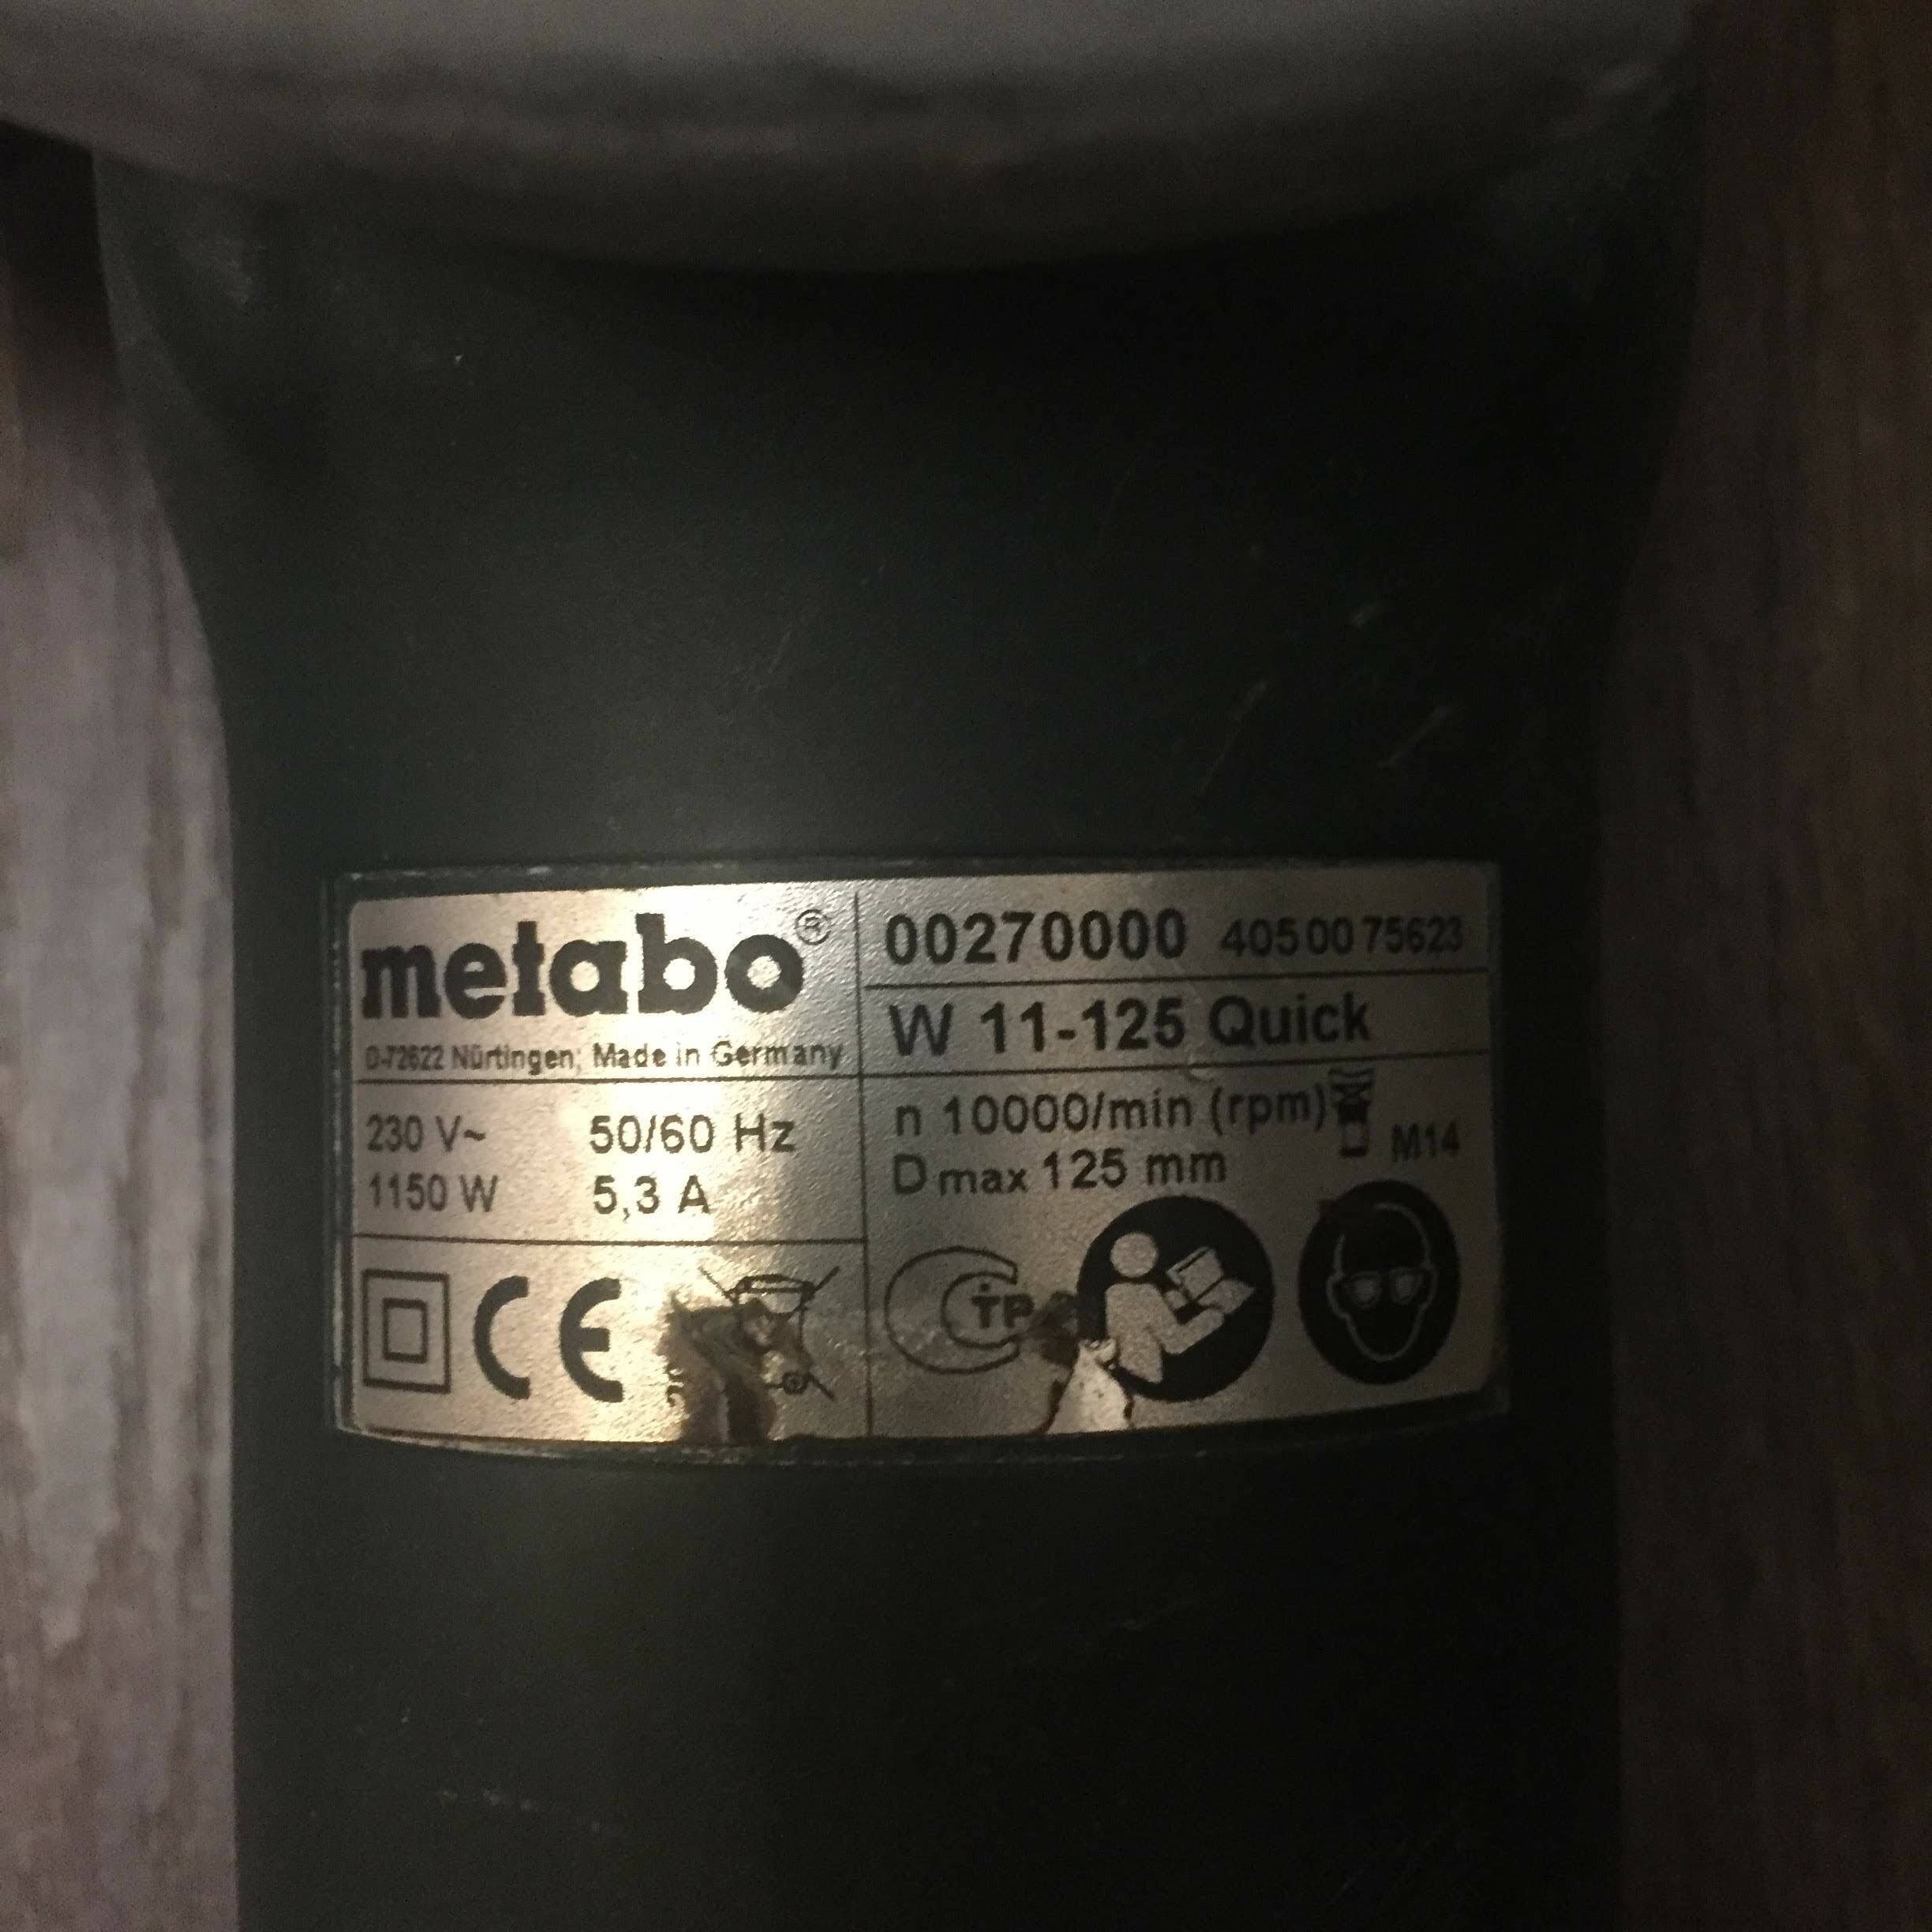 metabo®
D-72622 Nürtingen; Made in Germany
230 V~ 50/60 Hz
1150 W 5,3 A
CE
00270000 4050075623
W 11-125 Quick
n 10000/min (rpm) M14
D max 125 mm